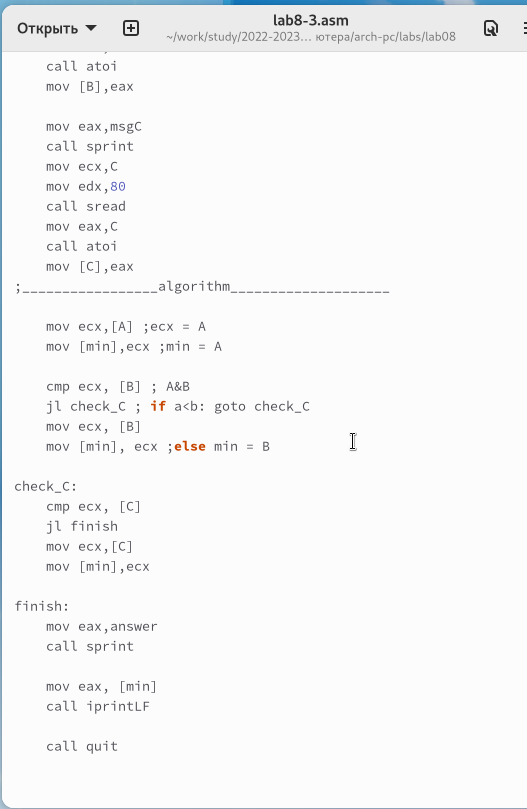 Открыть
lab8-3.asm
~/work/study/2022-2023... ютера/arch-pc/labs/lab08
call atoi
mov [B],eax
mov eax,msgC
call sprint
mov ecx,C
mov edx,80
call sread
mov eax,C
call atoi
mov [C],eax
;_________________algorithm____________________
mov ecx,[A] ;ecx = A
mov [min],ecx ;min = A
cmp ecx, [B] ; A&B
jl check_C ; if a<b: goto check_C
mov ecx, [B]
mov [min], ecx ;else min = B
check_C:
cmp ecx, [C]
jl finish
mov ecx,[C]
mov [min],ecx
finish:
mov eax,answer
call sprint
mov eax, [min]
call iprintLF
call quit